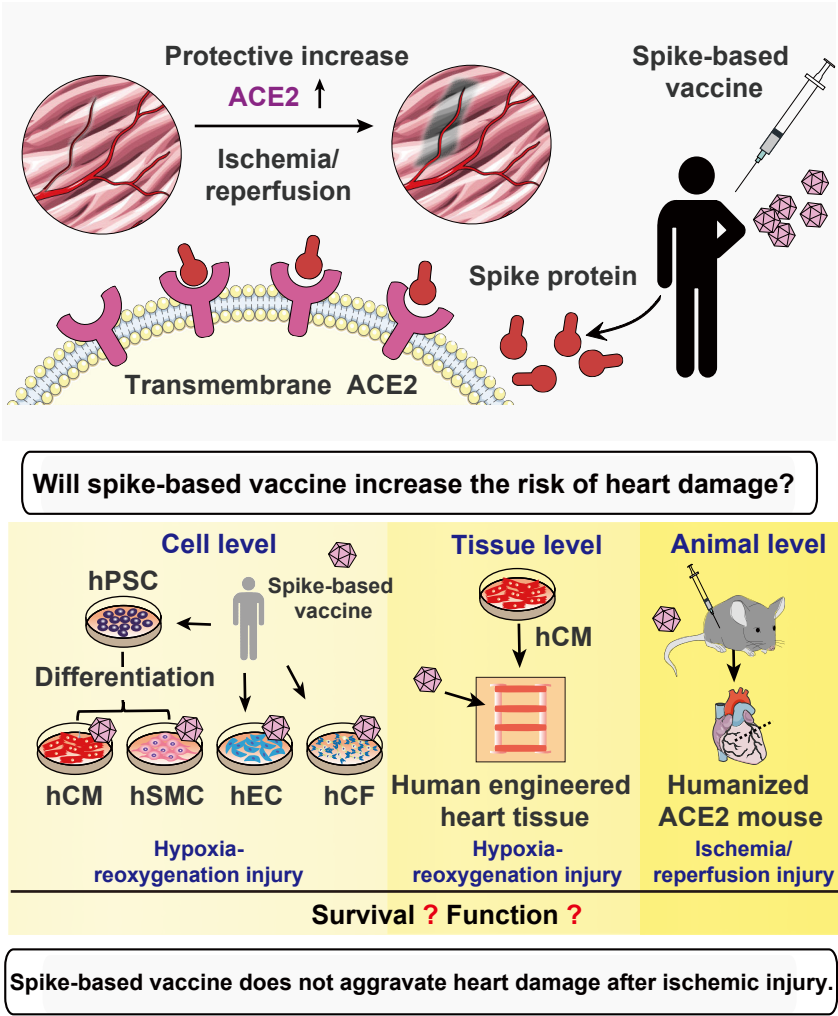 Protective increase
ACE2
Ischemia/
reperfusion
Spike-based
vaccine
Spike protein
Transmembrane ACE2
Will spike-based vaccine increase the risk of heart damage?
Cell level
Tissue level
Animal level
hPSC
Spike-based
vaccine
Differentiation
hCM
hSMC
hEC
hCF
hCM
Human engineered
heart tissue
Humanized
ACE2 mouse
Hypoxia-
reoxygenation injury
Hypoxia-
reoxygenation injury
Ischemia/
reperfusion injury
Survival ? Function ?
Spike-based vaccine does not aggravate heart damage after ischemic injury.